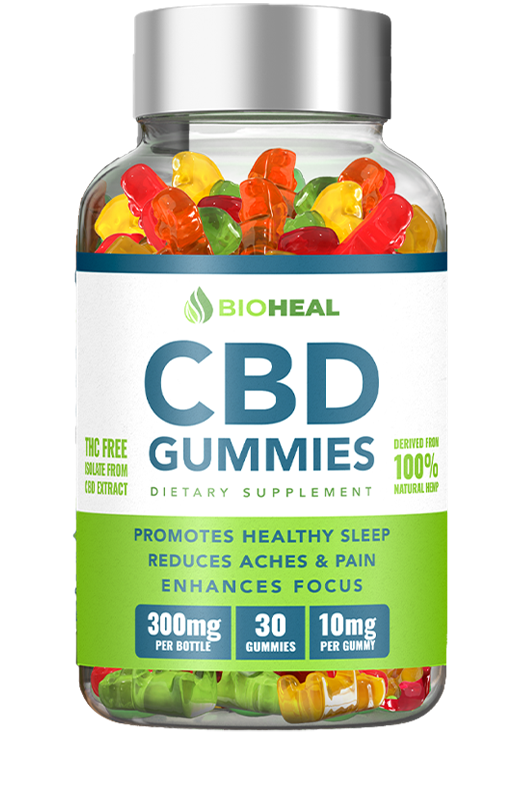 BIOHEAL
CBD
GUMMIES
DIETARY SUPPLEMENT
THC FREE
ISOLATE FROM
CBD EXTRACT
DERIVED FROM
100%
NATURAL HEMP
PROMOTES HEALTHY SLEEP
REDUCES ACHES & PAIN
ENHANCES FOCUS
300mg
PER BOTTLE
30
GUMMIES
10mg
PER GUMMY